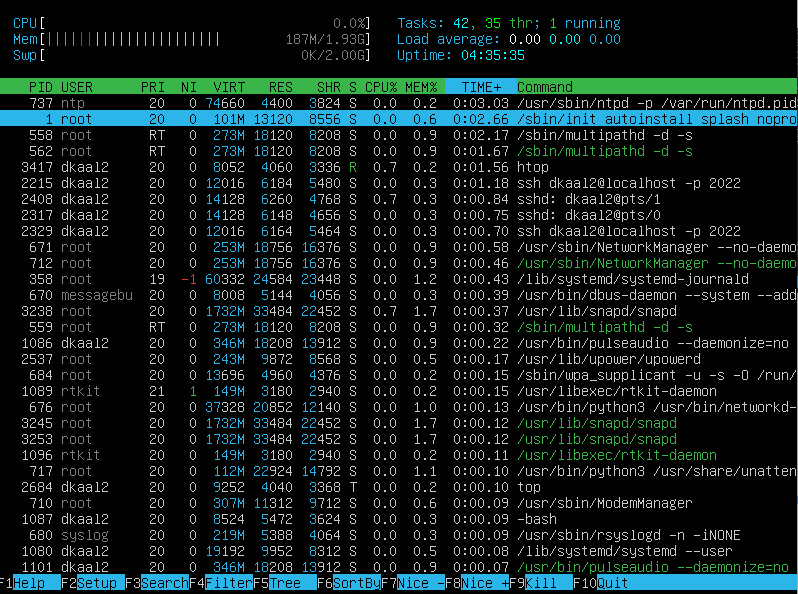 CPU[ 0.0%] Tasks: 42, 35 thr; 1 running
Mem[||||||||||||||||||||||| 187M/1.93G] Load average: 0.00 0.00 0.00
Swp[ 0K/2.00G] Uptime: 04:35:35
PID USER PRI NI VIRT RES SHR S CPU% MEM% TIME+ Command
737 ntp 20 0 74660 4400 3824 S 0.0 0.2 0:03.03 /usr/sbin/ntpd -p /var/run/ntpd.pid
1 root 20 0 101M 13120 8556 S 0.0 0.6 0:02.66 /sbin/init autoinstall splash nopro
558 root RT 0 273M 18120 8208 S 0.0 0.9 0:02.17 /sbin/multipathd -d -s
562 root RT 0 273M 18120 8208 S 0.0 0.9 0:01.67 /sbin/multipathd -d -s
3417 dkaal2 20 0 8052 4060 3336 R 0.7 0.2 0:01.56 htop
2215 dkaal2 20 0 12016 6184 5480 S 0.0 0.3 0:01.18 ssh dkaal2@localhost -p 2022
2408 dkaal2 20 0 14128 6260 4768 S 0.7 0.3 0:00.84 sshd: dkaal2@pts/1
2317 dkaal2 20 0 14128 6148 4656 S 0.0 0.3 0:00.75 sshd: dkaal2@pts/0
2329 dkaal2 20 0 12016 6164 5464 S 0.0 0.3 0:00.70 ssh dkaal2@localhost -p 2022
671 root 20 0 253M 18756 16376 S 0.0 0.9 0:00.58 /usr/sbin/NetworkManager --no-daemo
712 root 20 0 253M 18756 16376 S 0.0 0.9 0:00.46 /usr/sbin/NetworkManager --no-daemo
358 root 19 -1 60332 24584 23448 S 0.0 1.2 0:00.43 /lib/systemd/systemd-journald
670 messagebu 20 0 8008 5144 4056 S 0.0 0.3 0:00.39 /usr/bin/dbus-daemon --system --add
3238 root 20 0 1732M 33484 22452 S 0.7 1.7 0:00.37 /usr/lib/snapd/snapd
559 root RT 0 273M 18120 8208 S 0.0 0.9 0:00.32 /sbin/multipathd -d -s
1086 dkaal2 20 0 346M 18208 13912 S 0.0 0.9 0:00.22 /usr/bin/pulseaudio --daemonize=no
2537 root 20 0 243M 9872 8568 S 0.0 0.5 0:00.17 /usr/lib/upower/upowerd
684 root 20 0 13696 4960 4376 S 0.0 0.2 0:00.15 /sbin/wpa_supplicant -u -s -O /run/
1089 rtkit 21 1 149M 3180 2940 S 0.0 0.2 0:00.15 /usr/libexec/rtkit-daemon
676 root 20 0 37328 20852 12140 S 0.0 1.0 0:00.13 /usr/bin/python3 /usr/bin/networkd-
3245 root 20 0 1732M 33484 22452 S 0.0 1.7 0:00.12 /usr/lib/snapd/snapd
3253 root 20 0 1732M 33484 22452 S 0.0 1.7 0:00.12 /usr/lib/snapd/snapd
1096 rtkit 20 0 149M 3180 2940 S 0.0 0.2 0:00.11 /usr/libexec/rtkit-daemon
717 root 20 0 112M 22924 14792 S 0.0 1.1 0:00.10 /usr/bin/python3 /usr/share/unatten
2684 dkaal2 20 0 9252 4040 3368 T 0.0 0.2 0:00.10 top
710 root 20 0 307M 11312 9712 S 0.0 0.6 0:00.09 /usr/sbin/ModemManager
1087 dkaal2 20 0 8524 5472 3624 S 0.0 0.3 0:00.09 -bash
680 syslog 20 0 219M 5388 4064 S 0.0 0.3 0:00.09 /usr/sbin/rsyslogd -n -iNONE
1080 dkaal2 20 0 19192 9952 8312 S 0.0 0.5 0:00.08 /lib/systemd/systemd --user
1101 dkaal2 20 0 346M 18208 13912 S 0.0 0.9 0:00.07 /usr/bin/pulseaudio --daemonize=no
F1Help F2Setup F3SearchF4FilterF5Tree F6SortByF7Nice -F8Nice +F9Kill F10Quit